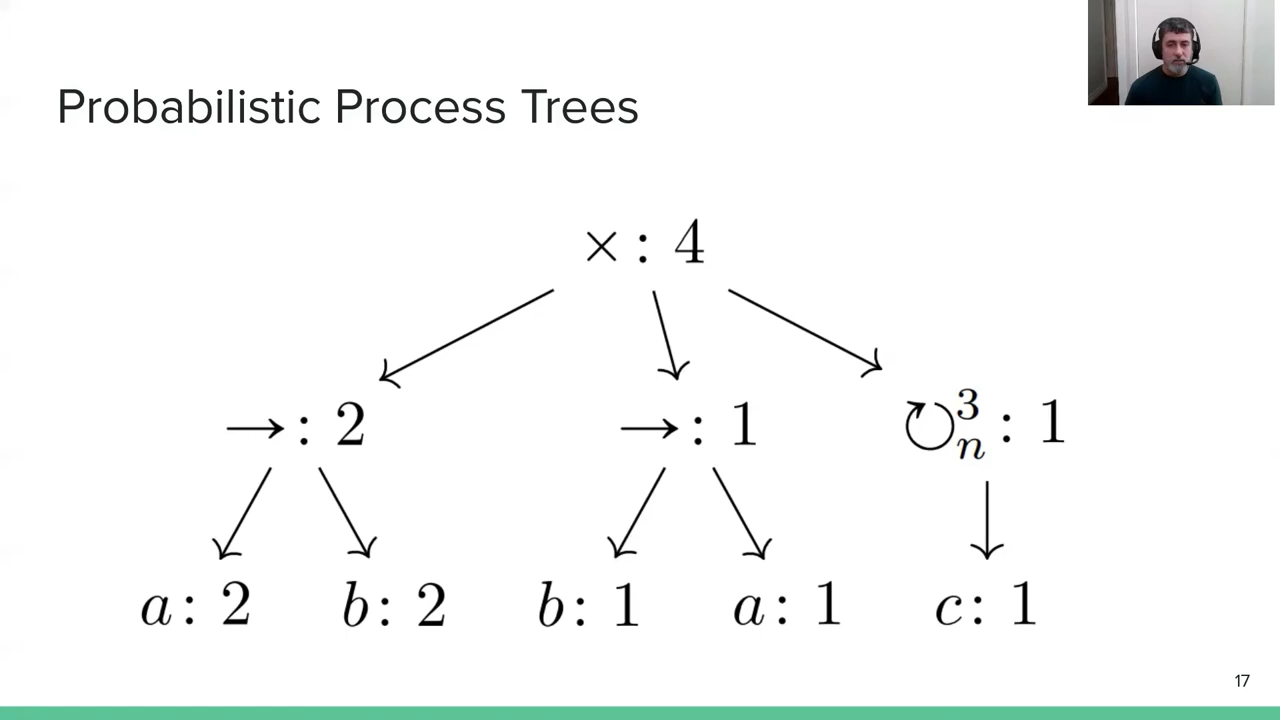 Probabilistic Process Trees
× : 4
→ : 2
→ : 1
↻³ₙ : 1
a : 2
b : 2
b : 1
a : 1
c : 1
17